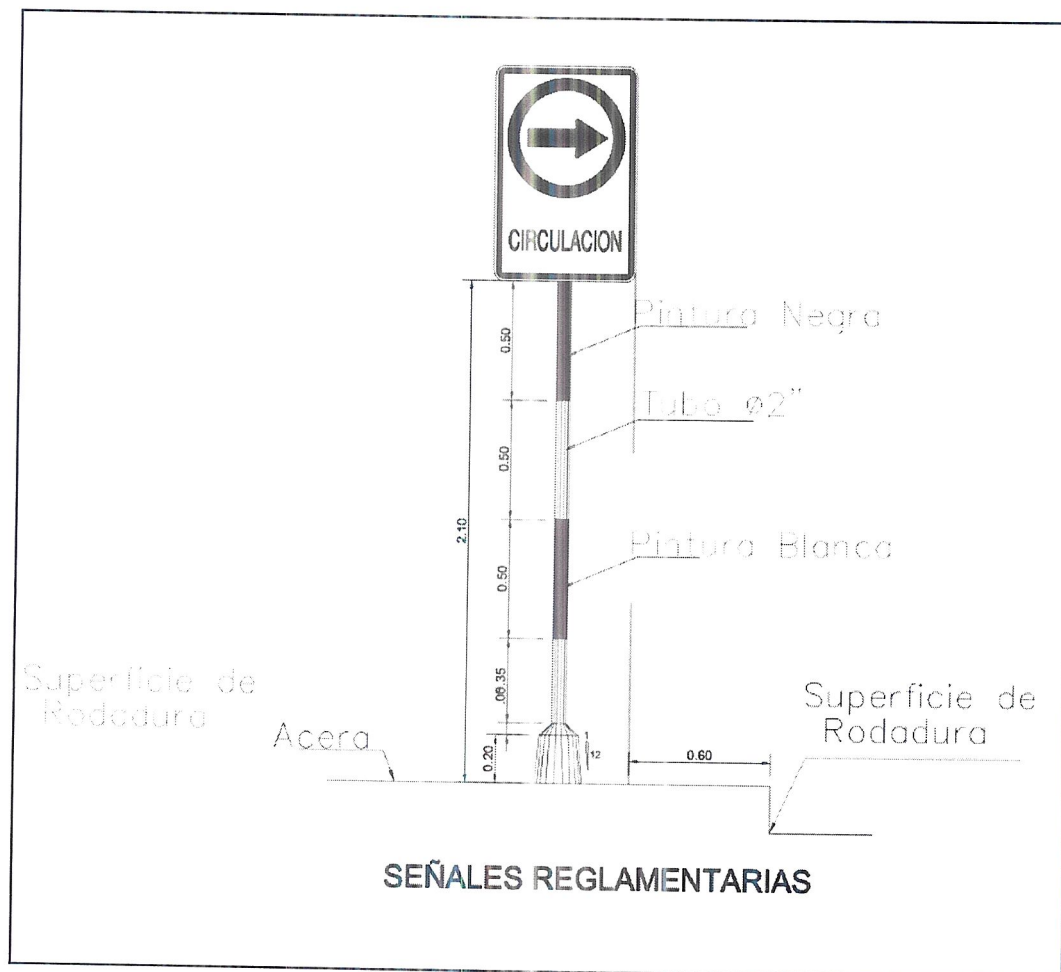 CIRCULACION
Pintura Negra
0.50
Tubo ø2"
0.50
2.10
Pintura Blanca
0.50
.06.35
Superficie de
Rodadura
Superficie de
Rodadura
Acera
0.20
12
0.60
SEÑALES REGLAMENTARIAS